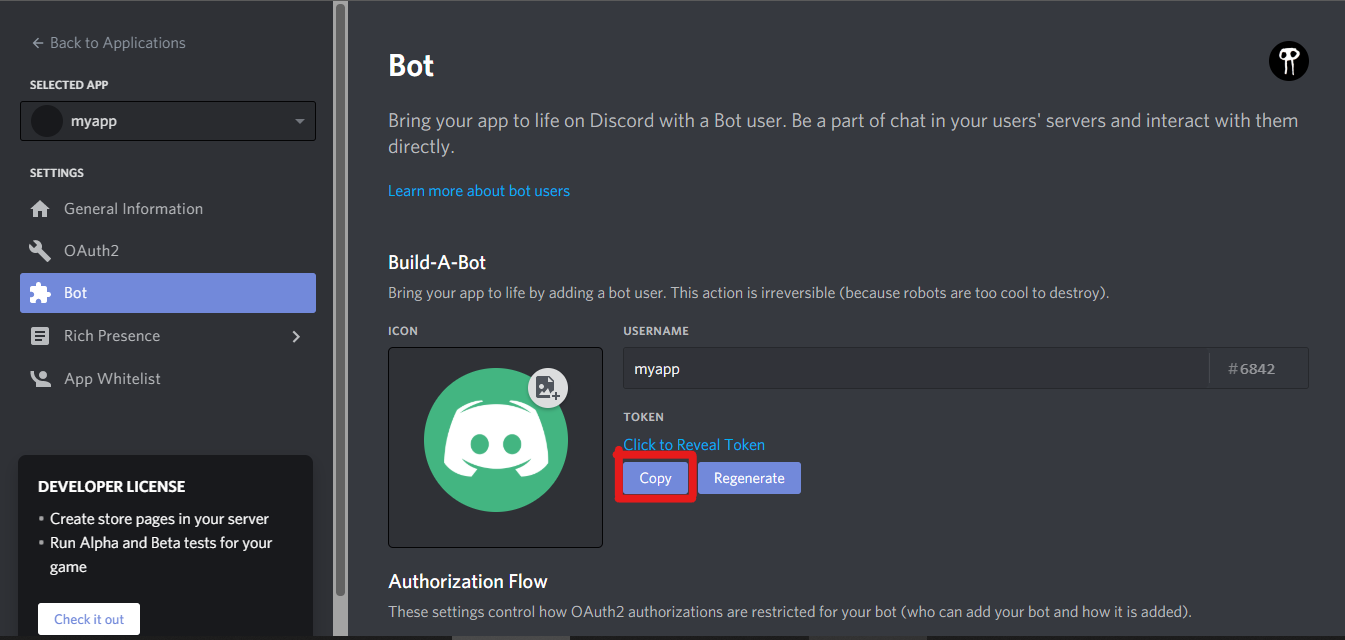 Back to Applications
SELECTED APP
myapp
SETTINGS
General Information
OAuth2
Bot
Rich Presence
App Whitelist
DEVELOPER LICENSE
• Create store pages in your server
• Run Alpha and Beta tests for your
game
Check it out
Bot
Bring your app to life on Discord with a Bot user. Be a part of chat in your users' servers and interact with them
directly.
Learn more about bot users
Build-A-Bot
Bring your app to life by adding a bot user. This action is irreversible (because robots are too cool to destroy).
ICON
USERNAME
myapp #6842
TOKEN
Click to Reveal Token
Copy Regenerate
Authorization Flow
These settings control how OAuth2 authorizations are restricted for your bot (who can add your bot and how it is added).